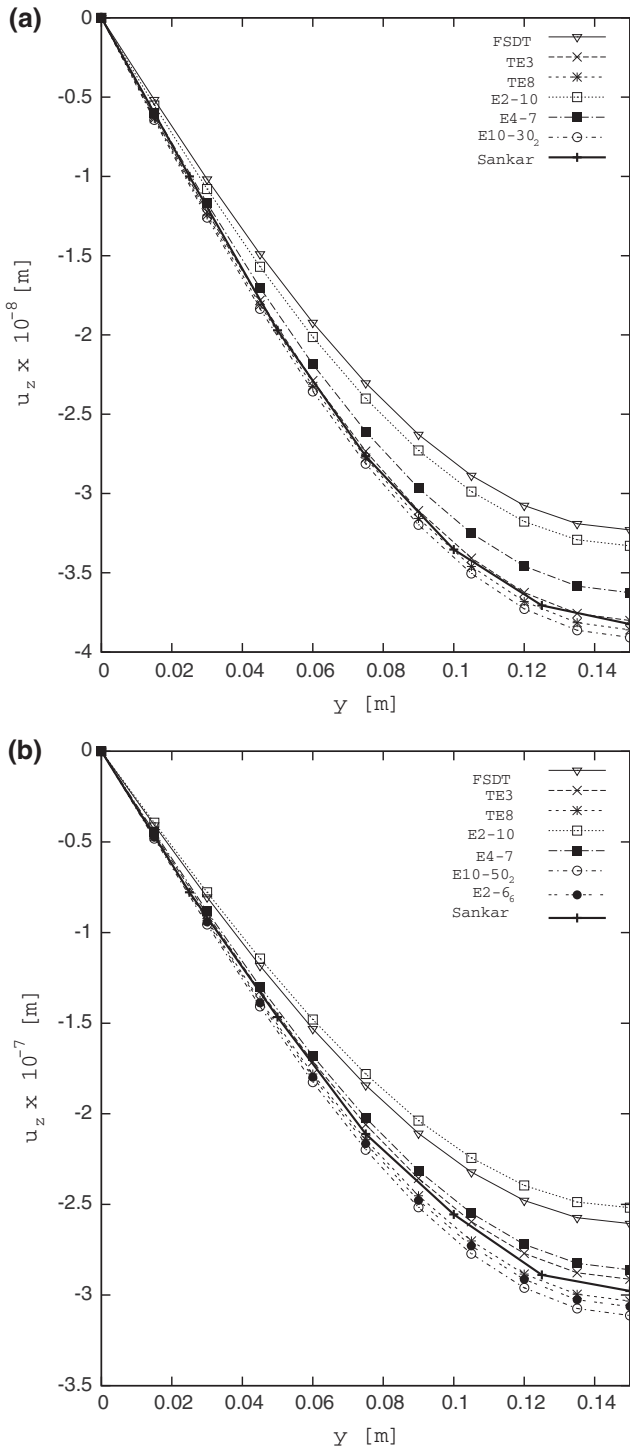 (a)
0
-0.5
-1
-1.5
-2
-2.5
-3
-3.5
-4
u_z x 10^-8 [m]
FSDT
TE3
TE8
E2-10
E4-7
E10-30_2
Sankar
0 0.02 0.04 0.06 0.08 0.1 0.12 0.14
y [m]
(b)
0
-0.5
-1
-1.5
-2
-2.5
-3
-3.5
u_z x 10^-7 [m]
FSDT
TE3
TE8
E2-10
E4-7
E10-50_2
E2-6_6
Sankar
0 0.02 0.04 0.06 0.08 0.1 0.12 0.14
y [m]